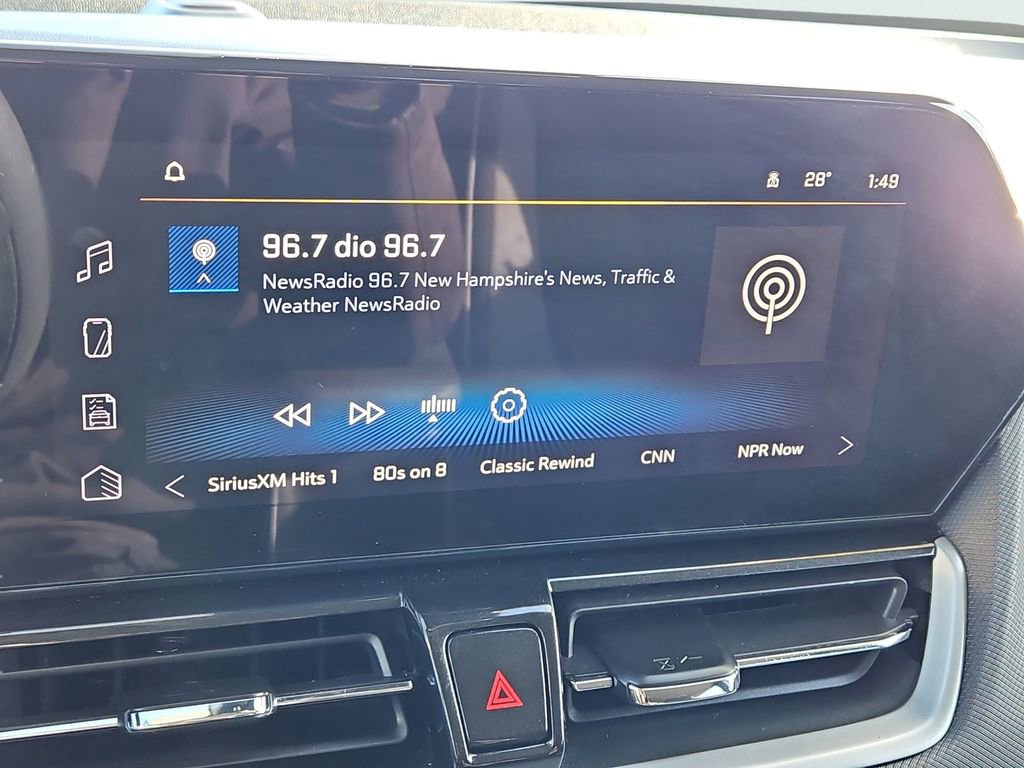 28° 1:49
96.7 dio 96.7
NewsRadio 96.7 New Hampshire's News, Traffic &
Weather NewsRadio
SiriusXM Hits 1 80s on 8 Classic Rewind CNN NPR Now